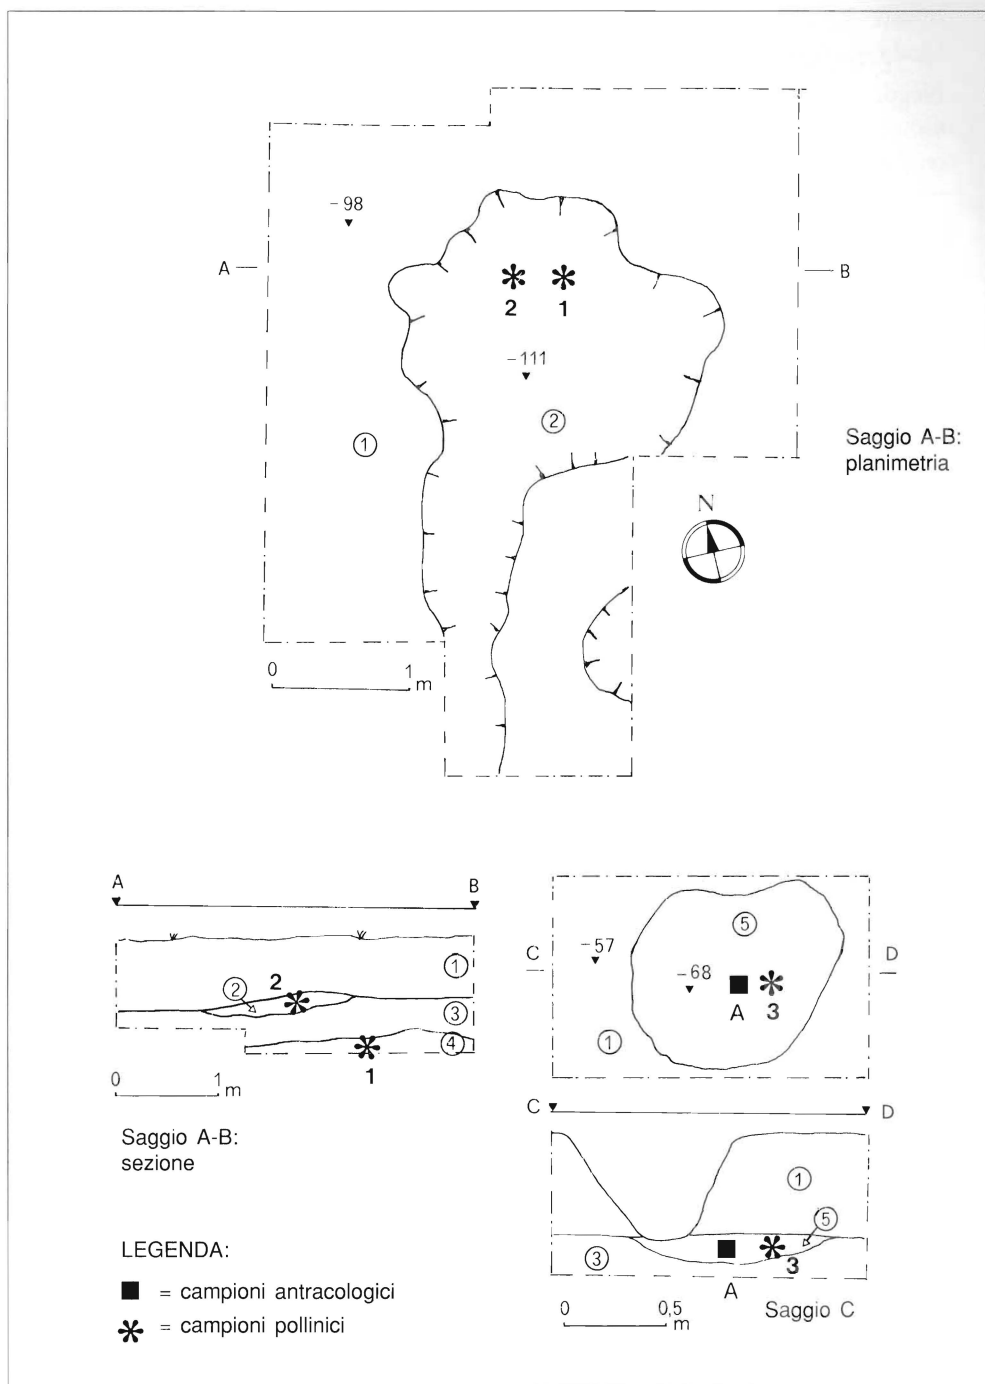 -98
A
B
2 1
-111
1
2
Saggio A-B:
planimetria
N
0 1
m
A B
2
2
1
3
4
1
0 1
m
Saggio A-B:
sezione
5
C
-57
D
-68
A 3
1
C D
1
5
3
3
A
0 0,5
m
Saggio C
LEGENDA:
= campioni antracologici
= campioni pollinici